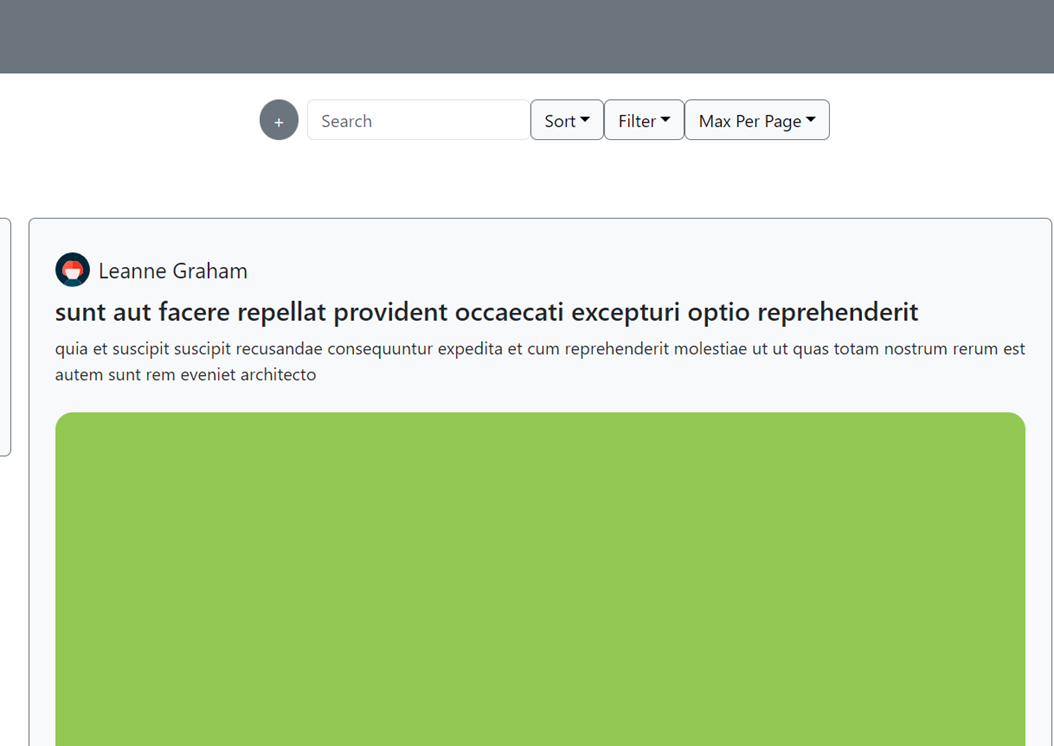 + Search Sort Filter Max Per Page
Leanne Graham
sunt aut facere repellat provident occaecati excepturi optio reprehenderit
quia et suscipit suscipit recusandae consequuntur expedita et cum reprehenderit molestiae ut ut quas totam nostrum rerum est
autem sunt rem eveniet architecto